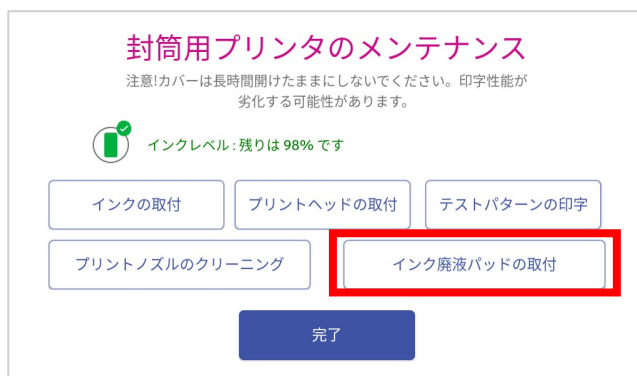 封筒用プリンタのメンテナンス
注意!カバーは長時間開けたままにしないでください。印字性能が
劣化する可能性があります。
インクレベル:残りは 98% です
インクの取付
プリントヘッドの取付
テストパターンの印字
プリントノズルのクリーニング
インク廃液パッドの取付
完了